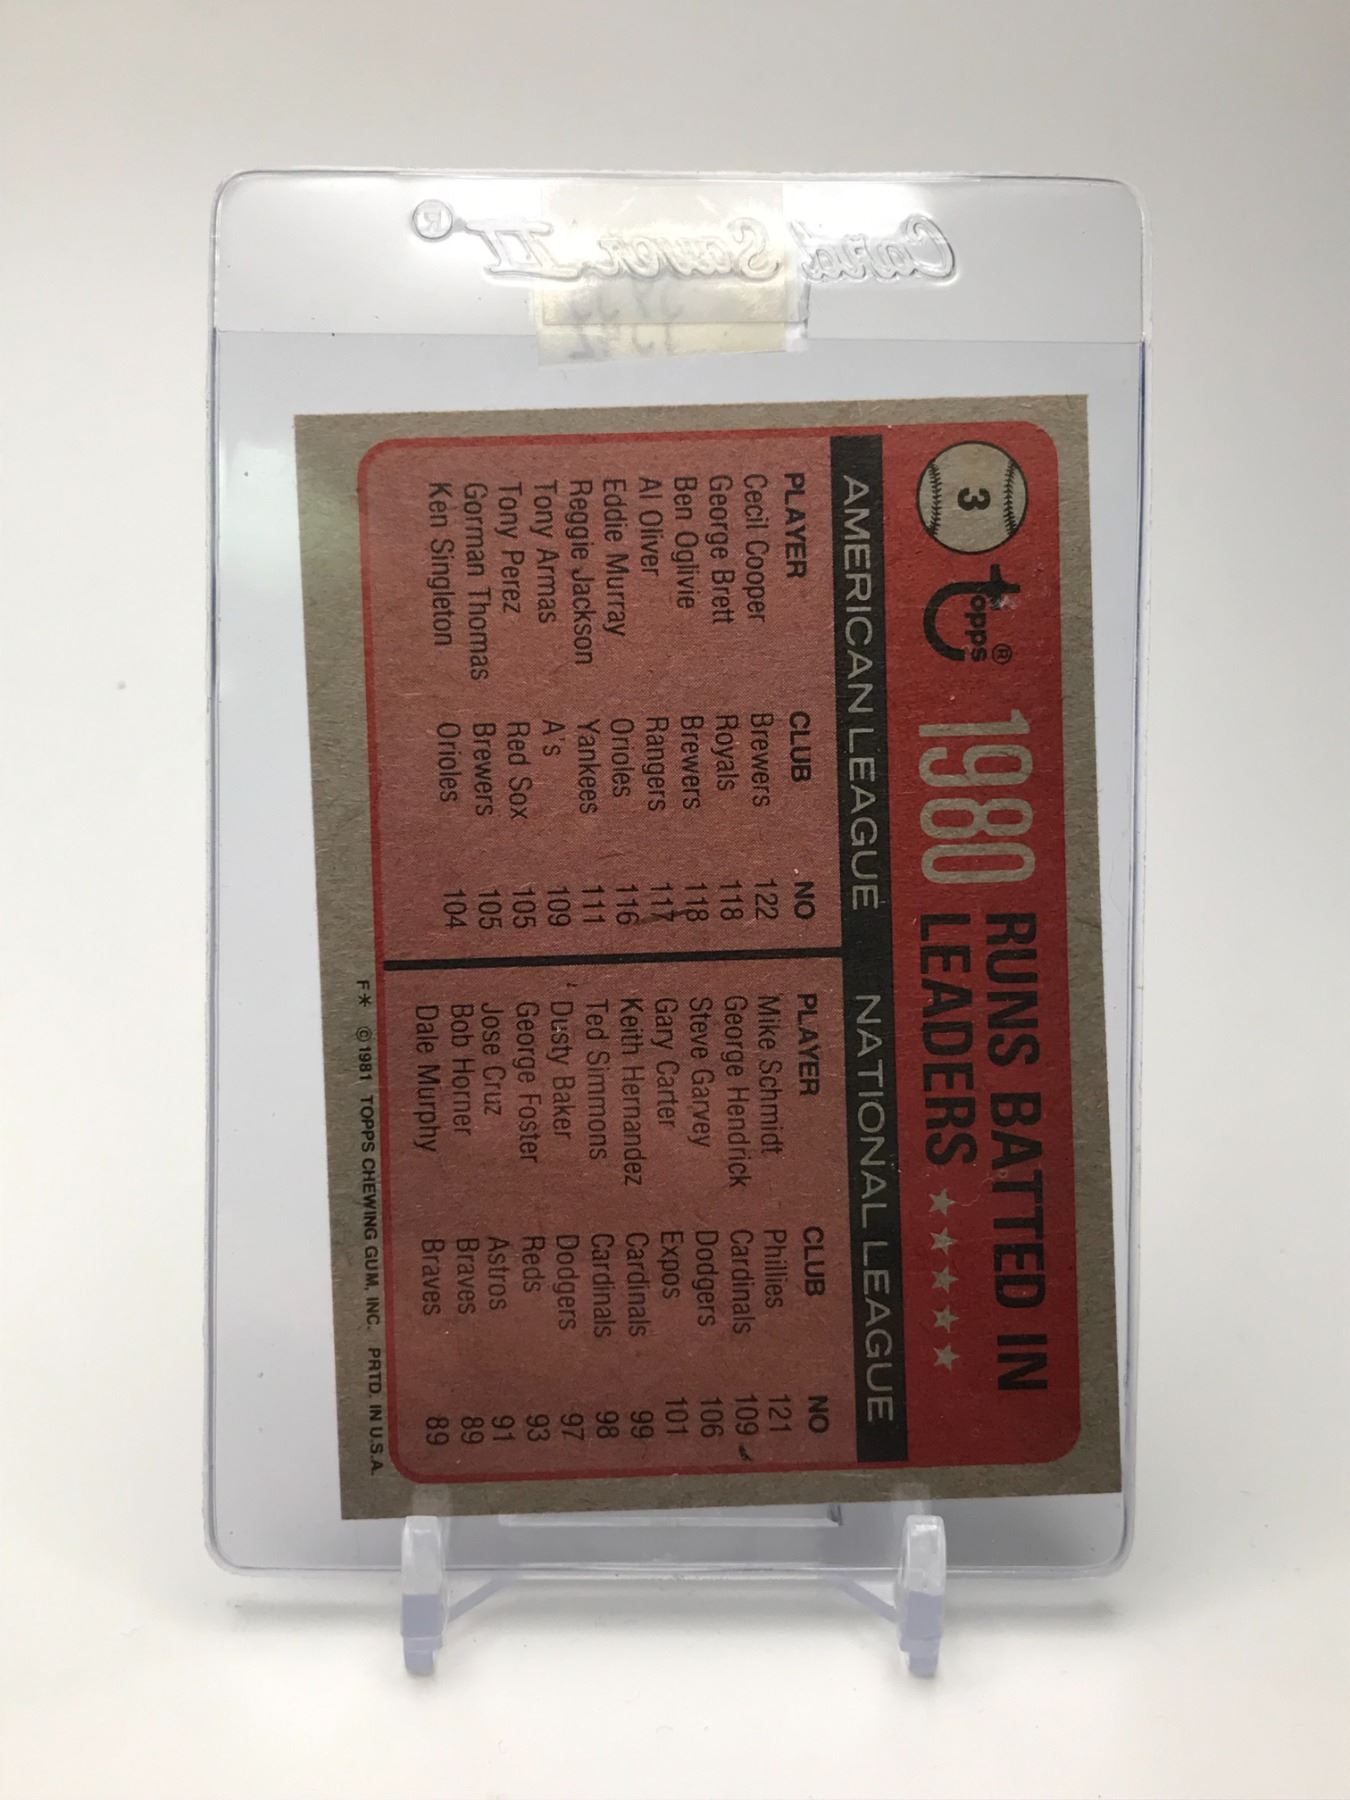 Card Saver II ®
3
topps®
1980 RUNS BATTED IN
LEADERS ★★★★★
AMERICAN LEAGUE NATIONAL LEAGUE
PLAYER CLUB NO
Cecil Cooper Brewers 122
George Brett Royals 118
Ben Oglivie Brewers 118
Al Oliver Rangers 117
Eddie Murray Orioles 116
Reggie Jackson Yankees 111
Tony Armas A's 109
Tony Perez Red Sox 105
Gorman Thomas Brewers 105
Ken Singleton Orioles 104
PLAYER CLUB NO
Mike Schmidt Phillies 121
George Hendrick Cardinals 109
Steve Garvey Dodgers 106
Gary Carter Expos 101
Keith Hernandez Cardinals 99
Ted Simmons Cardinals 98
Dusty Baker Dodgers 97
George Foster Reds 93
Jose Cruz Astros 91
Bob Horner Braves 89
Dale Murphy Braves 89
F* © 1981 TOPPS CHEWING GUM, INC. PRTD. IN U.S.A.